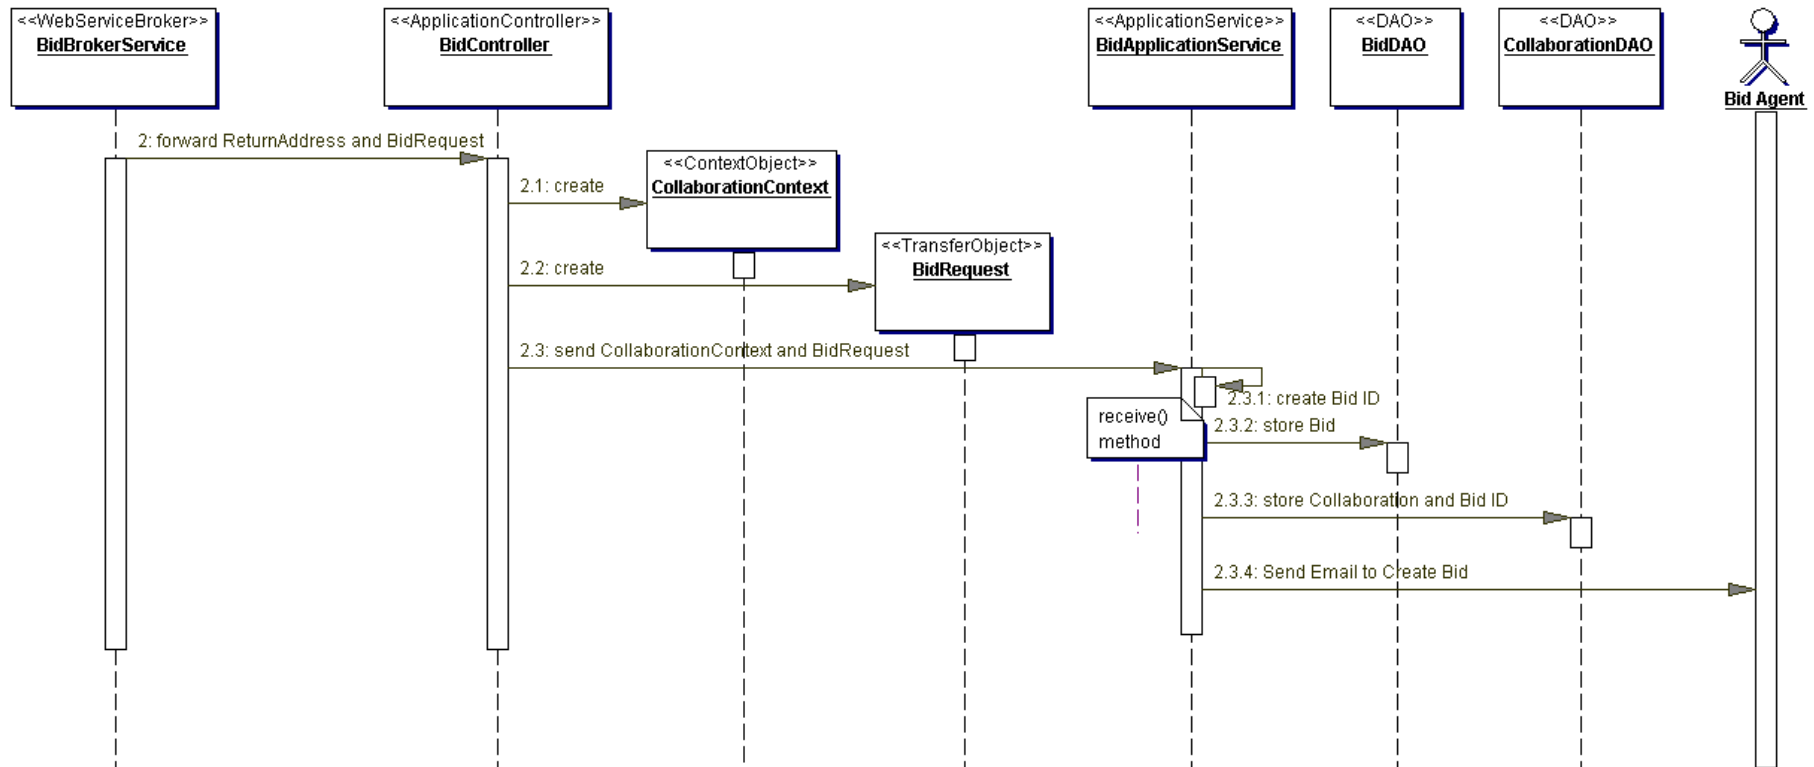 <<WebServiceBroker>>
BidBrokerService
<<ApplicationController>>
BidController
<<ApplicationService>>
BidApplicationService
<<DAO>>
BidDAO
<<DAO>>
CollaborationDAO
Bid Agent
2: forward ReturnAddress and BidRequest
<<ContextObject>>
CollaborationContext
2.1: create
<<TransferObject>>
BidRequest
2.2: create
2.3: send CollaborationContext and BidRequest
2.3.1: create Bid ID
receive()
method
2.3.2: store Bid
2.3.3: store Collaboration and Bid ID
2.3.4: Send Email to Create Bid